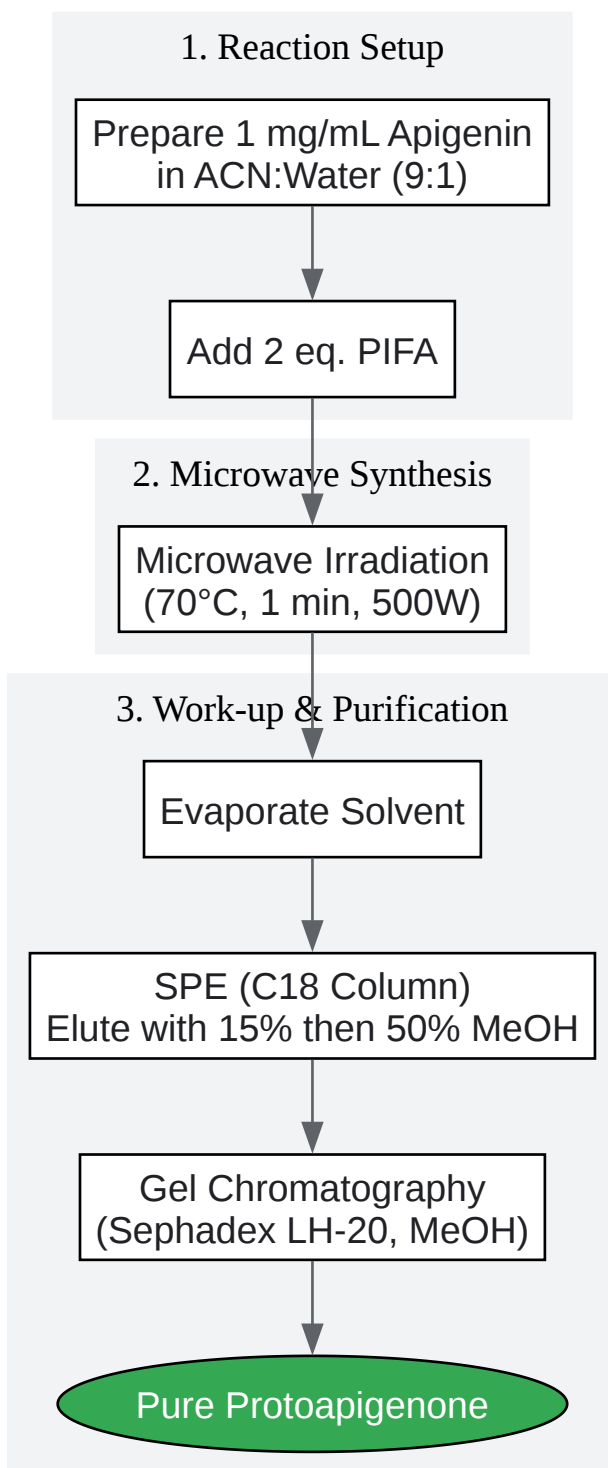 1. Reaction Setup
Prepare 1 mg/mL Apigenin
in ACN:Water (9:1)
Add 2 eq. PIFA
2. Microwave Synthesis
Microwave Irradiation
(70°C, 1 min, 500W)
3. Work-up & Purification
Evaporate Solvent
SPE (C18 Column)
Elute with 15% then 50% MeOH
Gel Chromatography
(Sephadex LH-20, MeOH)
Pure Protoapigenone